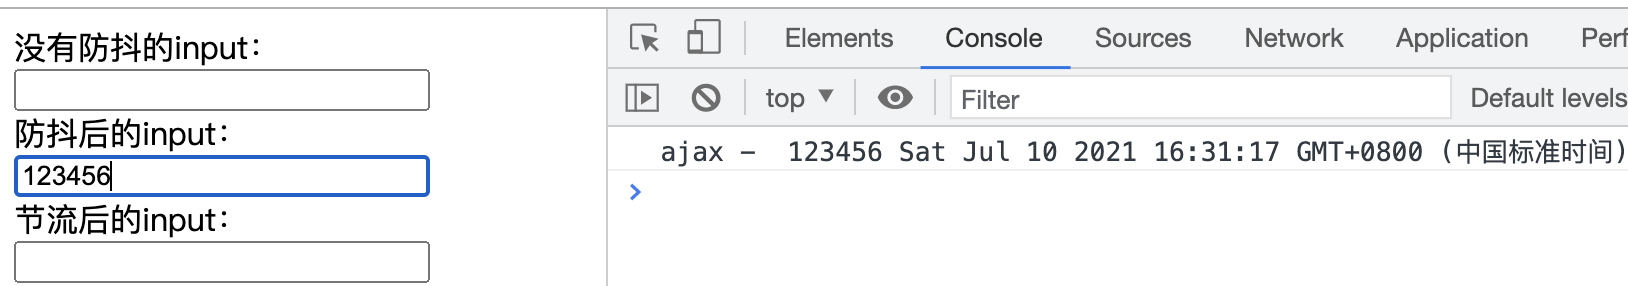 没有防抖的input：
防抖后的input：
123456
节流后的input：
Elements Console Sources Network Application Perf
top ▼ Filter Default levels
ajax – 123456 Sat Jul 10 2021 16:31:17 GMT+0800 (中国标准时间)
>